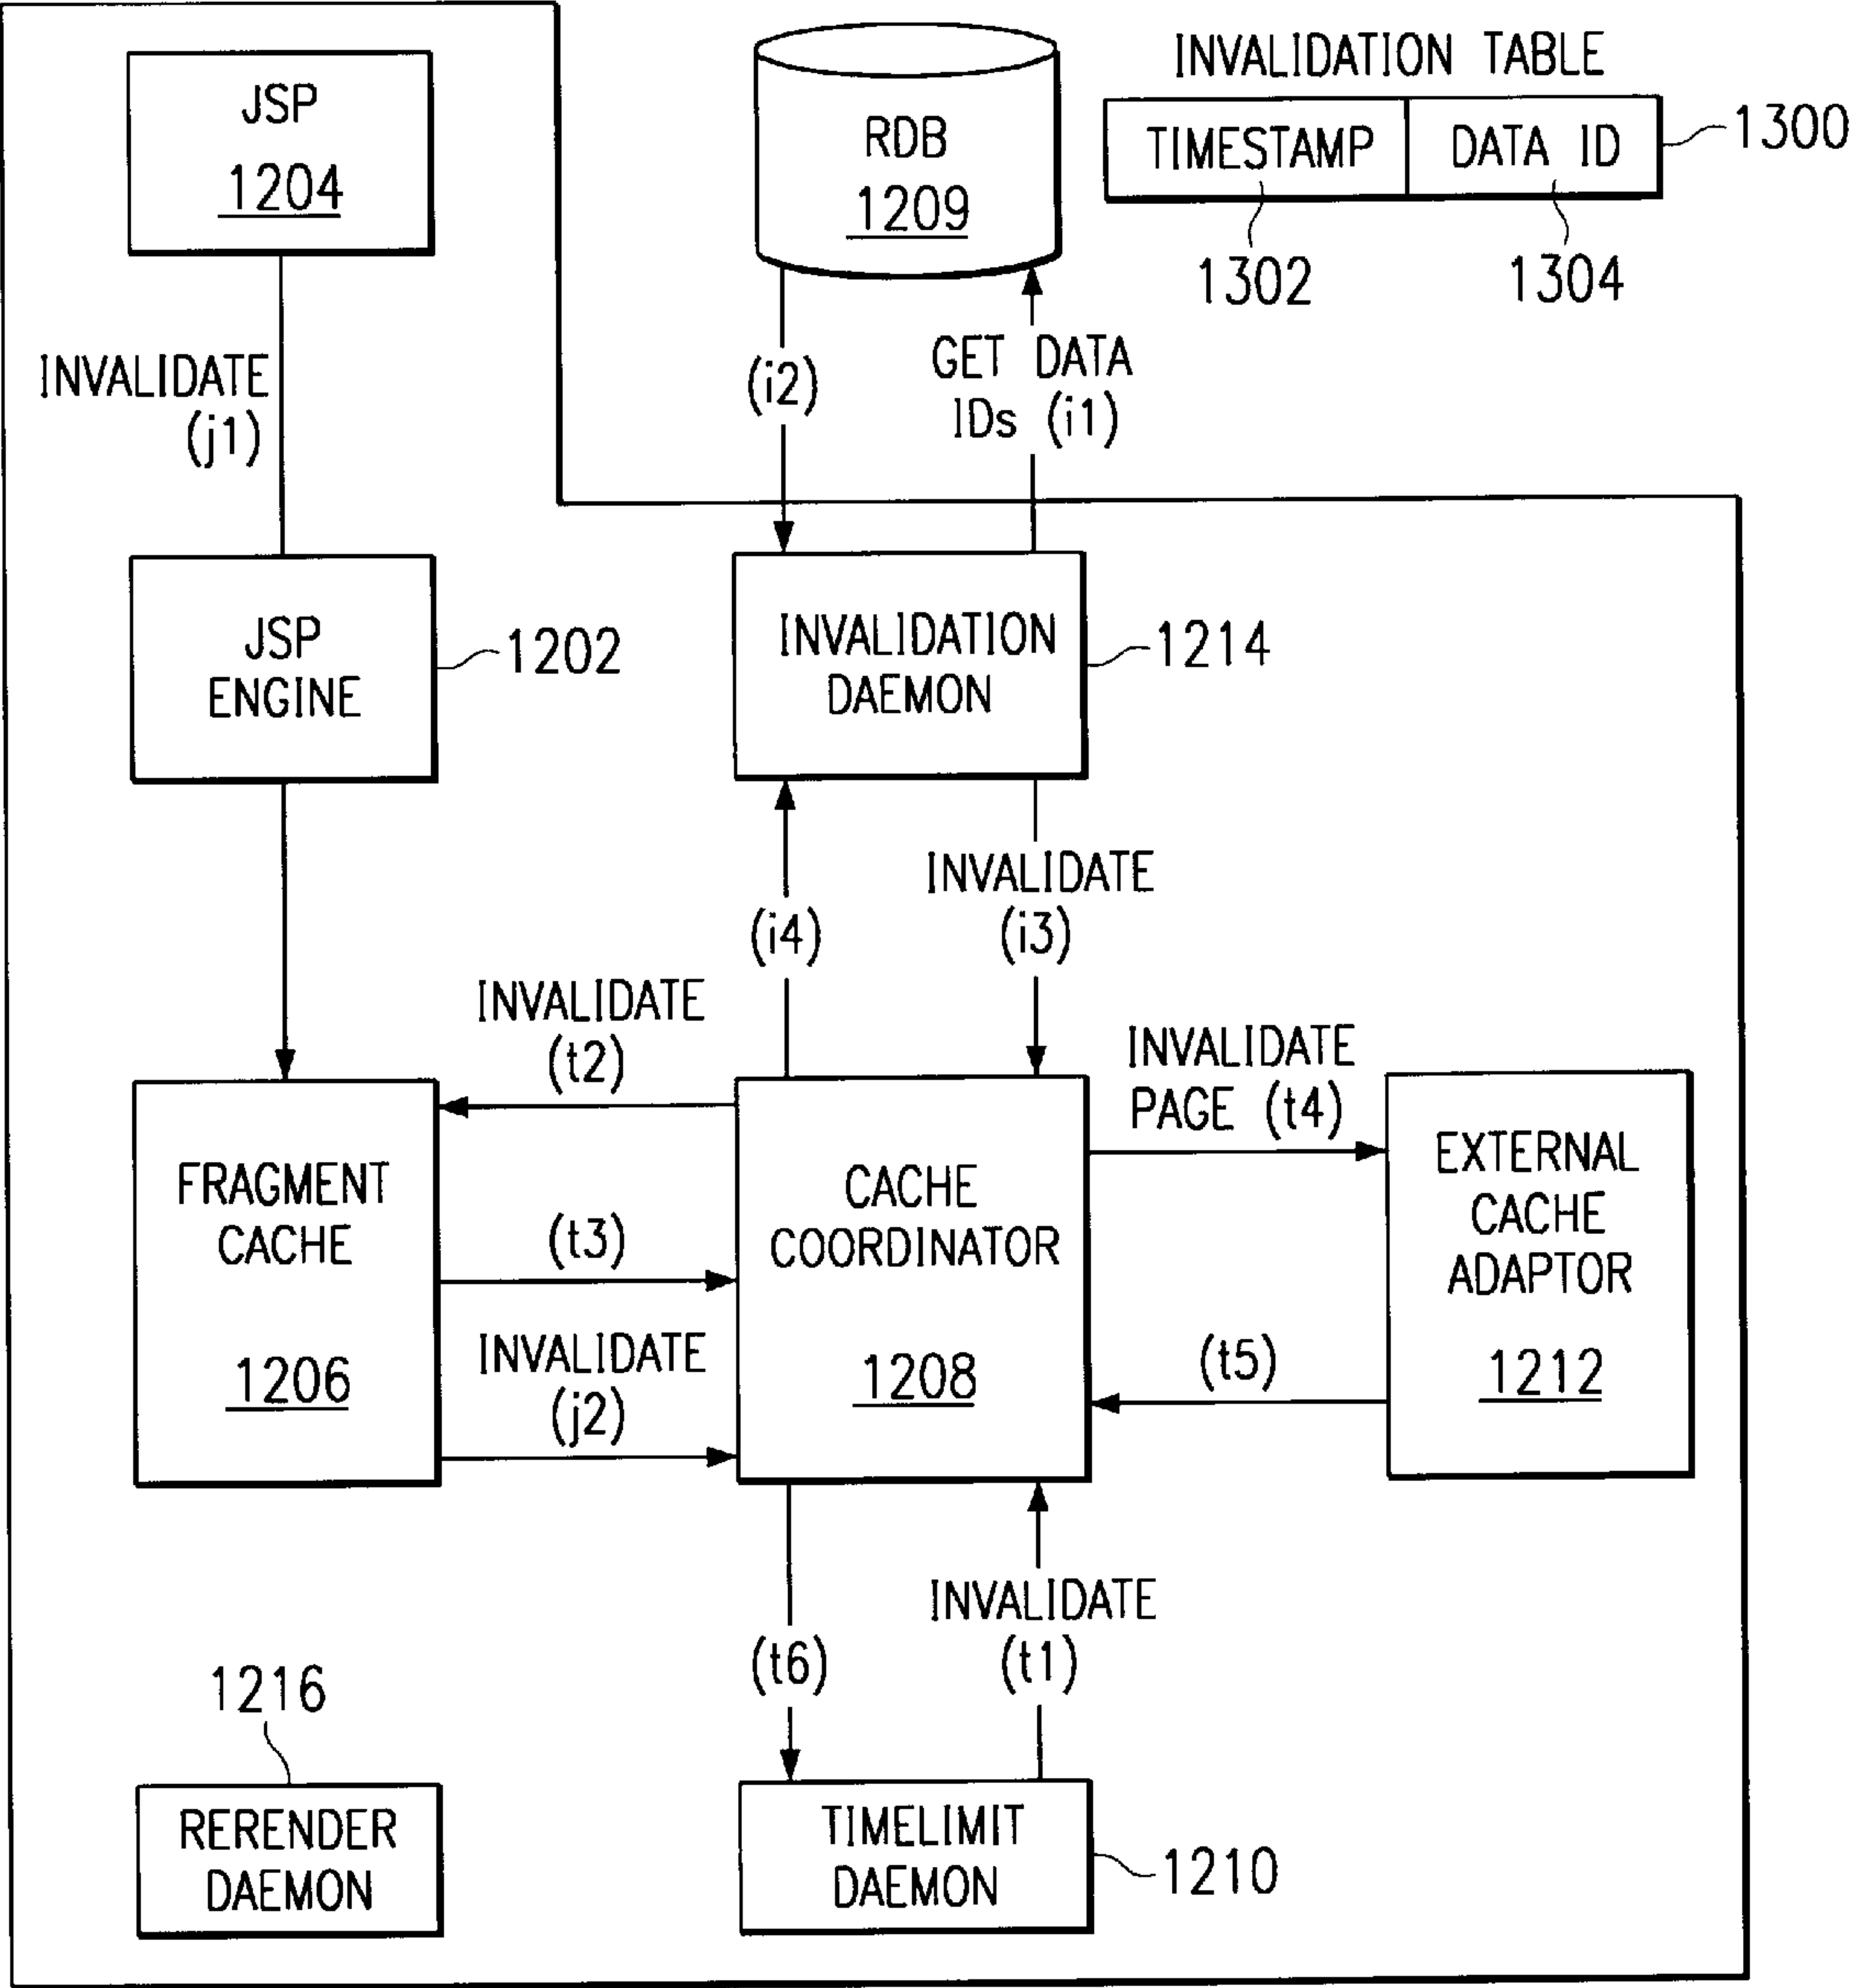 JSP
1204
RDB
1209
INVALIDATION TABLE
TIMESTAMP
DATA ID
1300
1302
1304
INVALIDATE
(j1)
(i2)
GET DATA
IDs (i1)
JSP
ENGINE
1202
INVALIDATION
DAEMON
1214
(i4)
INVALIDATE
(i3)
INVALIDATE
(t2)
INVALIDATE
PAGE (t4)
FRAGMENT
CACHE
1206
(t3)
INVALIDATE
(j2)
CACHE
COORDINATOR
1208
(t5)
EXTERNAL
CACHE
ADAPTOR
1212
(t6)
INVALIDATE
(t1)
1216
RERENDER
DAEMON
TIMELIMIT
DAEMON
1210